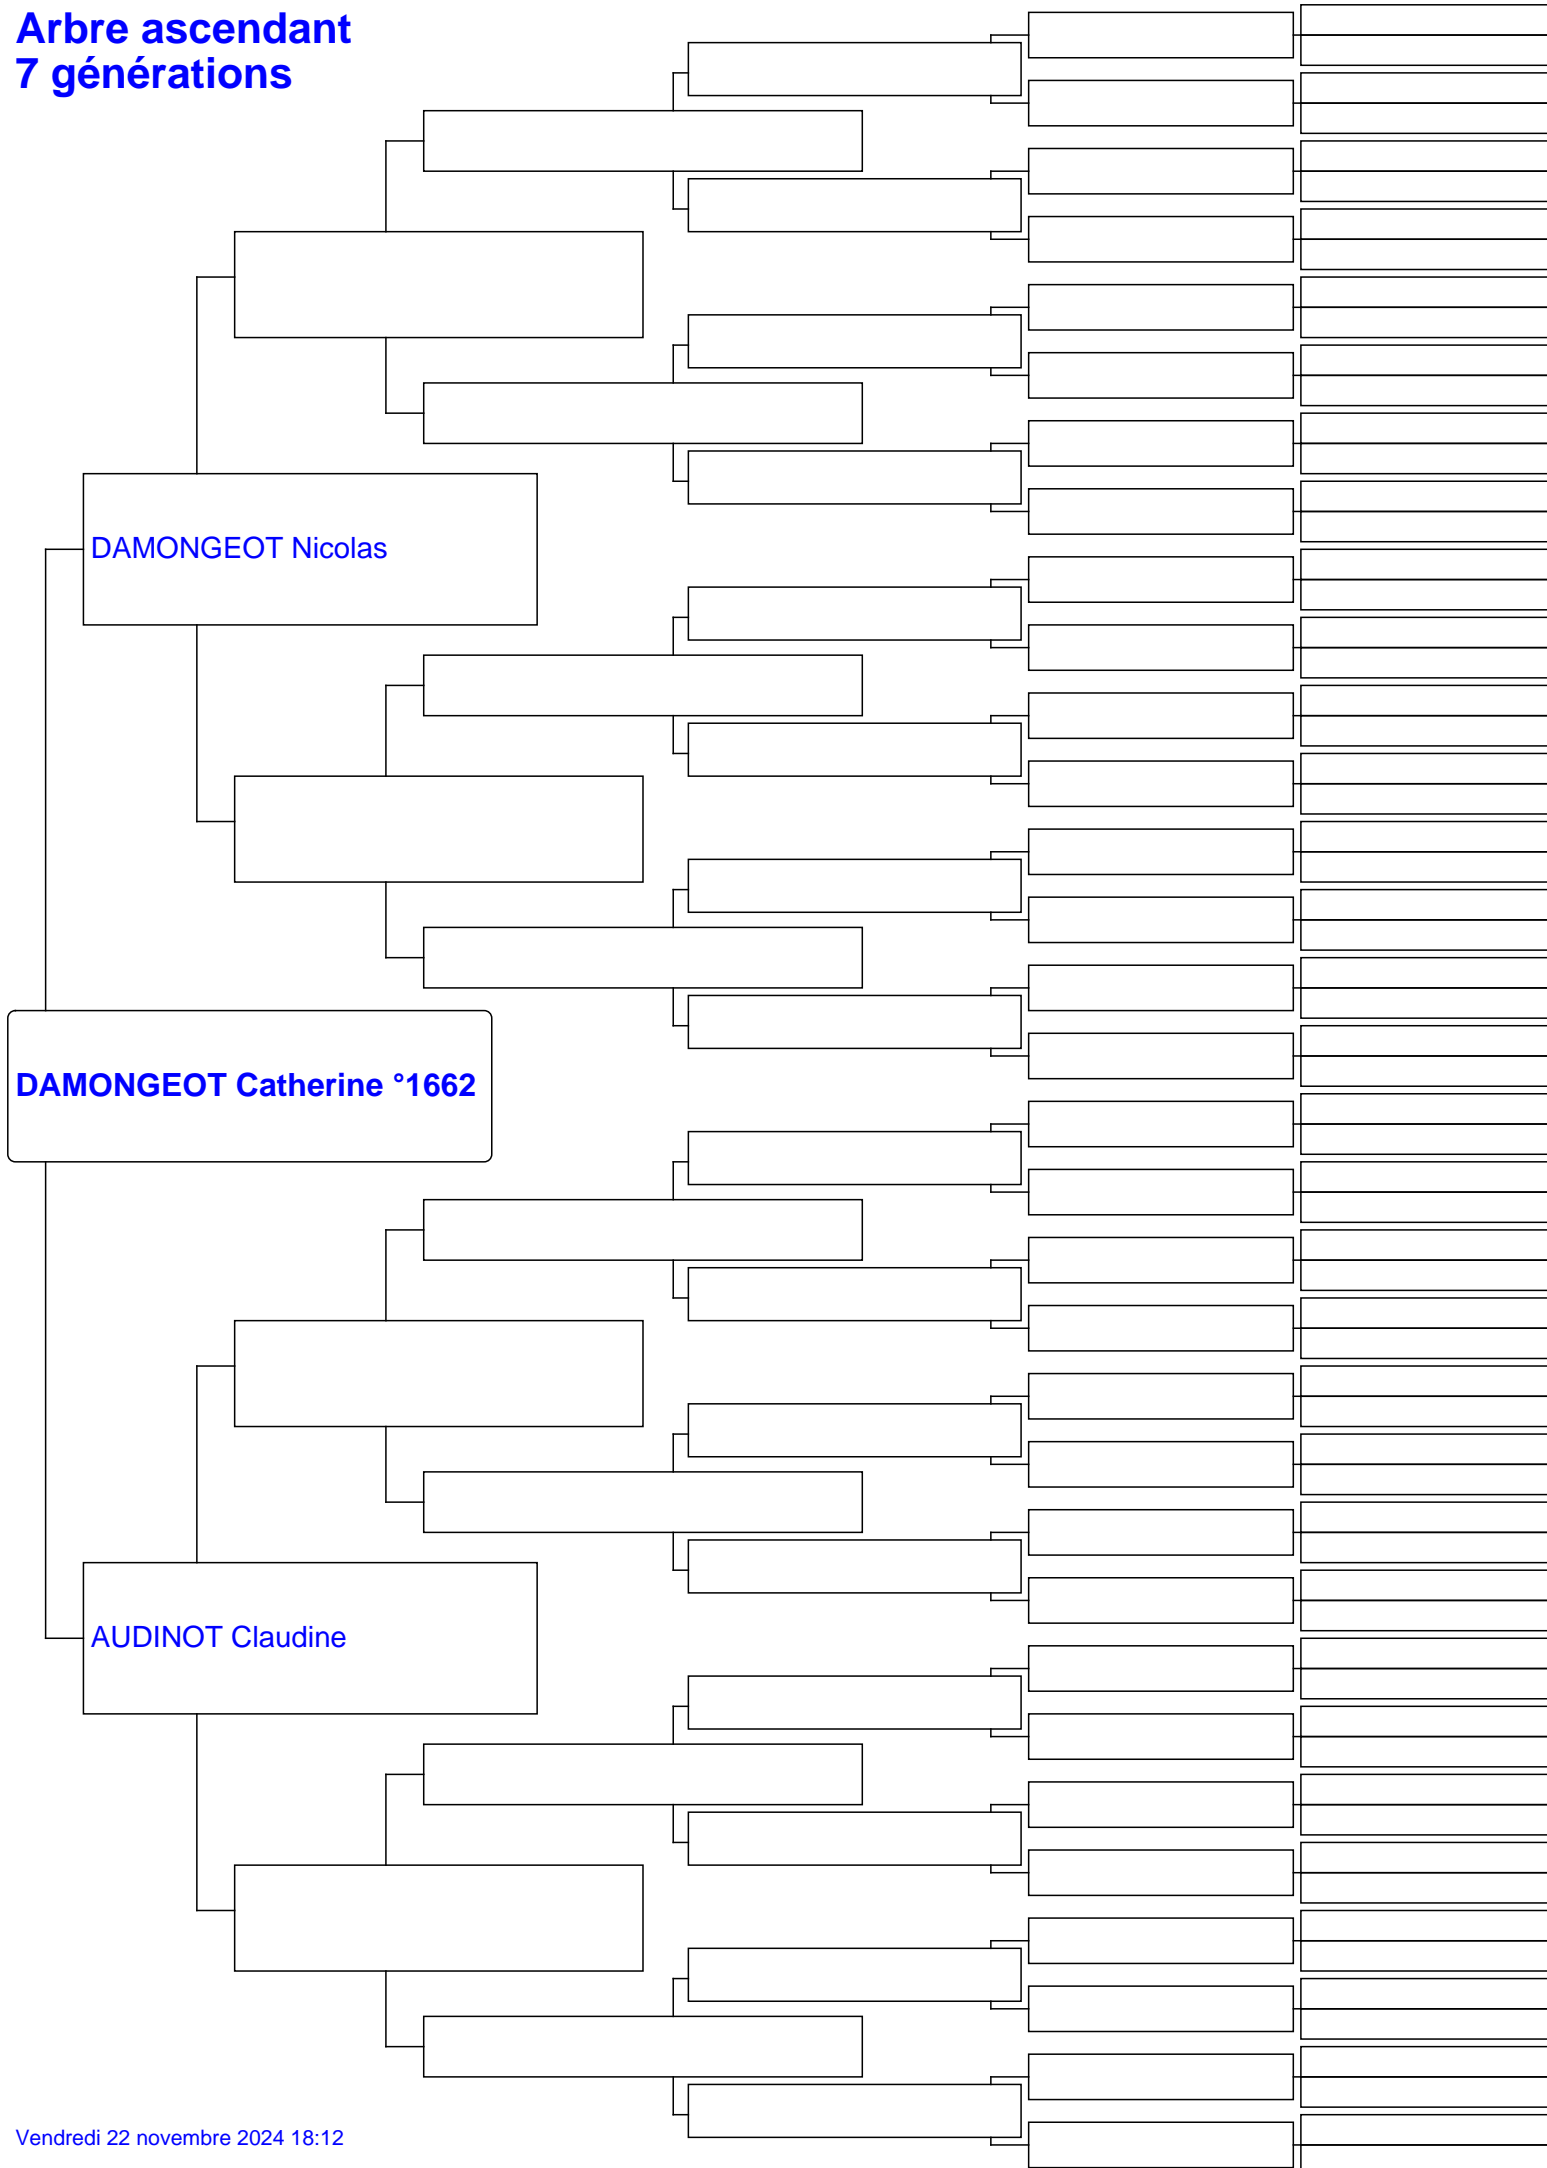 Arbre ascendant
7 générations
DAMONGEOT Nicolas
DAMONGEOT Catherine °1662
AUDINOT Claudine
Vendredi 22 novembre 2024 18:12